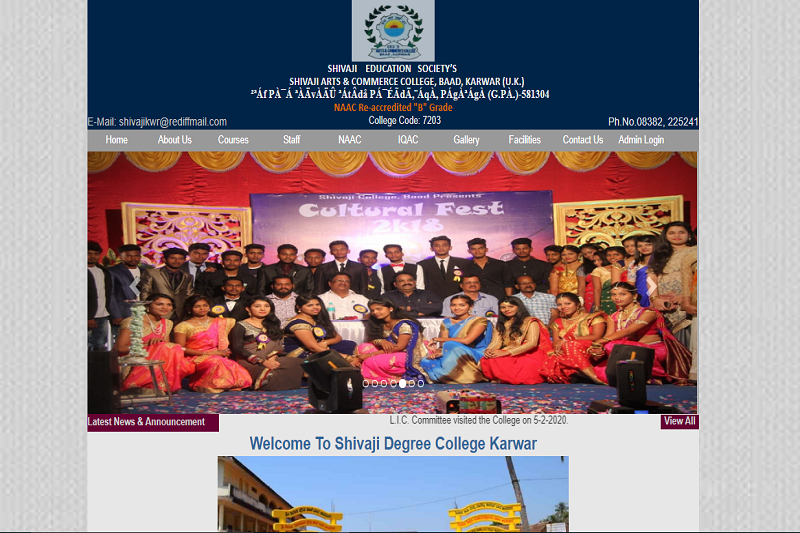 SHIVAJI EDUCATION SOCIETY'S
SHIVAJI ARTS & COMMERCE COLLEGE, BAAD, KARWAR (U.K.)
²ªÁf PÀ¯Á ªÀÄvÀÄÛ ªÁtÂdå PÁ¯ÉÃdÄ, ¨ÁqÀ, PÁgÀªÁgÀ (G.PÀ.)-581304
NAAC Re-accredited "B" Grade
E-Mail: shivajikwr@rediffmail.com College Code: 7203 Ph.No.08382, 225241
Home About Us Courses Staff NAAC IQAC Gallery Facilities Contact Us Admin Login
Shivaji College, Baad Presents
Cultural Fest
2K18
Latest News & Announcement L.I.C. Committee visited the College on 5-2-2020. View All
Welcome To Shivaji Degree College Karwar